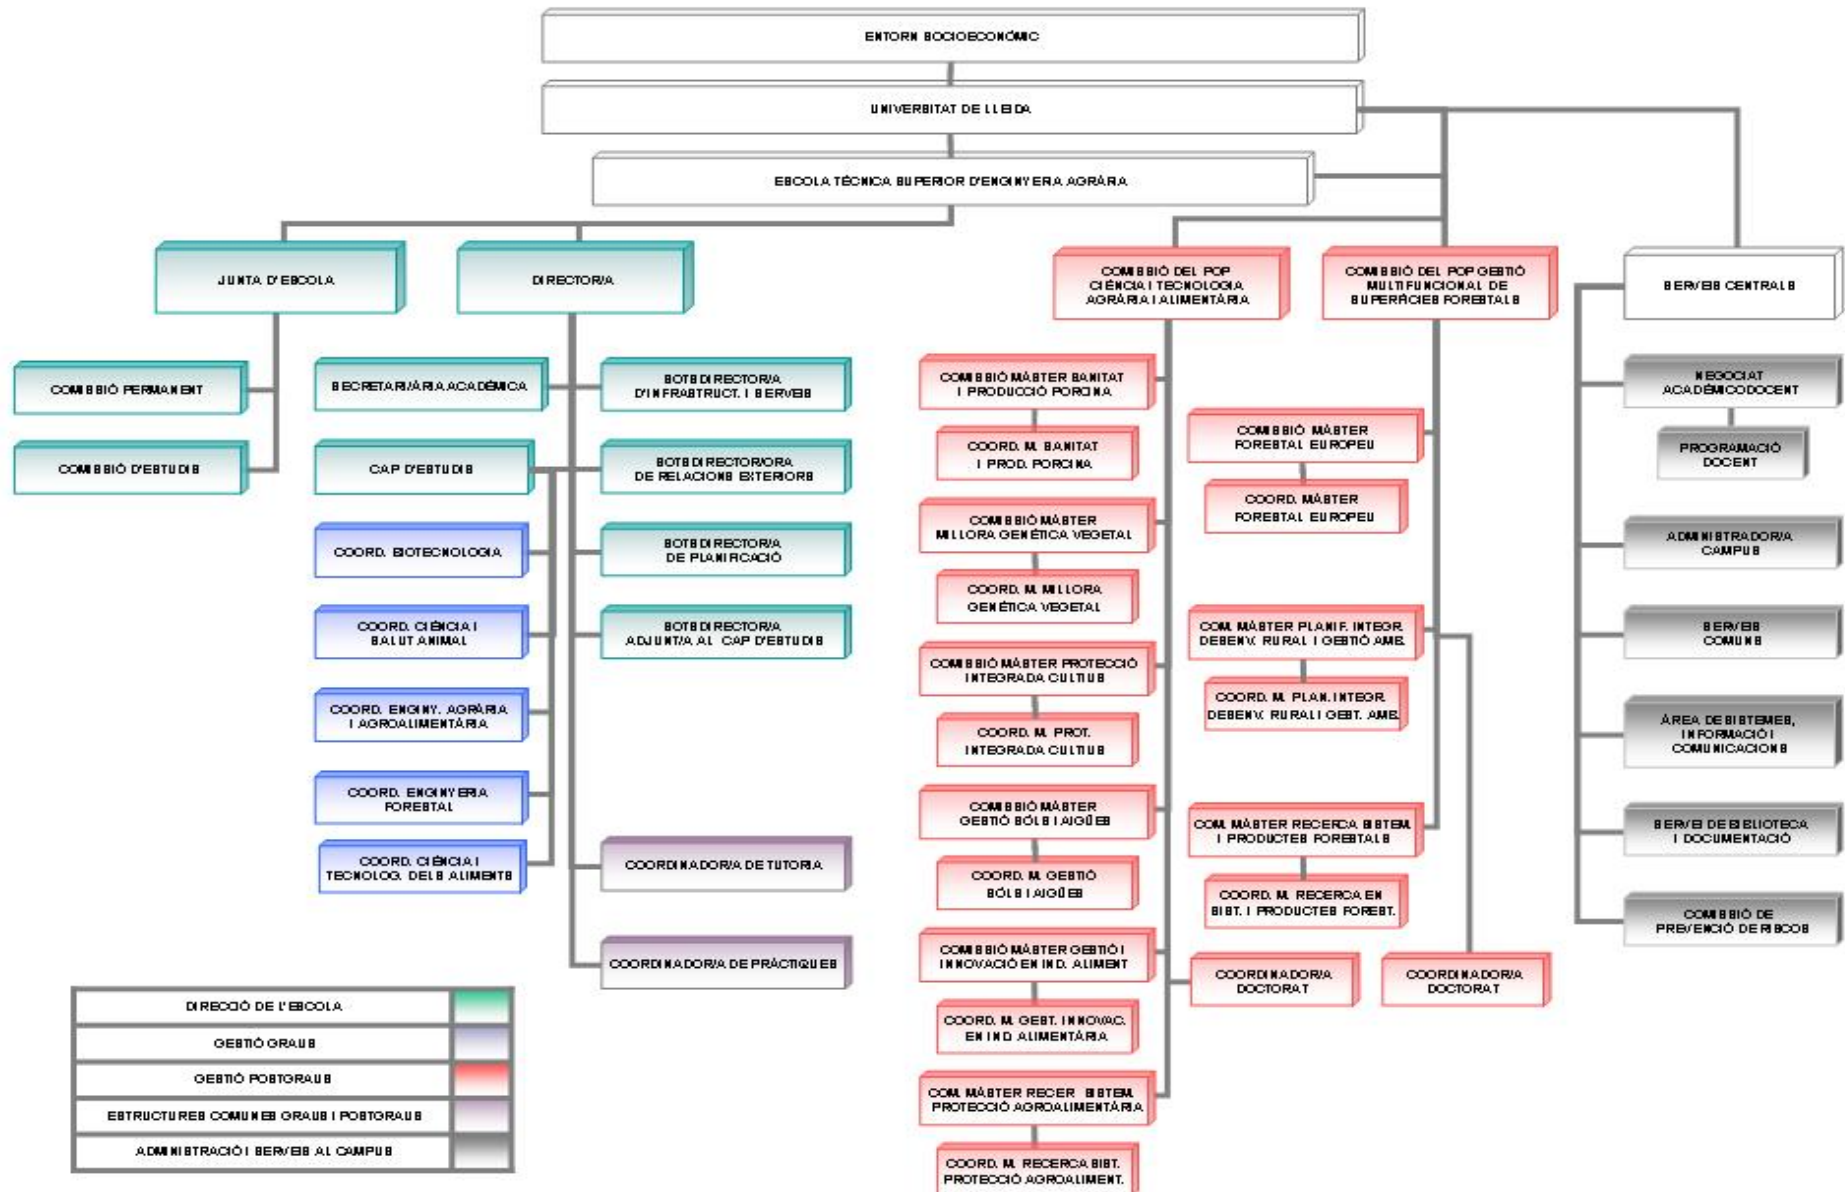 ENTORN SOCIOECONÒMIC
UNIVERSITAT DE LLEIDA
ESCOLA TÈCNICA SUPERIOR D'ENGINYERIA AGRÀRIA
JUNTA D'ESCOLA
COMISSIÓ PERMANENT
COMISSIÓ D'ESTUDIS
DIRECTOR/A
SECRETARI/ÀRIA ACADÈMICA
CAP D'ESTUDIS
COORD. BIOTECNOLOGIA
COORD. CIÈNCIA I
SALUT ANIMAL
COORD. ENGINY. AGRÀRIA
I AGROALIMENTÀRIA
COORD. ENGINYERIA
FORESTAL
COORD. CIÈNCIA I
TECNOLOG. DELS ALIMENTS
SOTSDIRECTOR/A
D'INFRASTRUCT. I SERVEIS
SOTSDIRECTOR/ORA
DE RELACIONS EXTERIORS
SOTSDIRECTOR/A
DE PLANIFICACIÓ
SOTSDIRECTOR/A
ADJUNT/A AL CAP D'ESTUDIS
COORDINADOR/A DE TUTORIA
COORDINADOR/A DE PRÀCTIQUES
COMISSIÓ DEL POP
CIÈNCIA I TECNOLOGIA
AGRÀRIA I ALIMENTÀRIA
COMISSIÓ MÀSTER SANITAT
I PRODUCCIÓ PORCINA
COORD. M. SANITAT
I PROD. PORCINA
COMISSIÓ MÀSTER
MILLORA GENÈTICA VEGETAL
COORD. M. MILLORA
GENÈTICA VEGETAL
COMISSIÓ MÀSTER PROTECCIÓ
INTEGRADA CULTIUS
COORD. M. PROT.
INTEGRADA CULTIUS
COMISSIÓ MÀSTER
GESTIÓ SÒLS I AIGÜES
COORD. M. GESTIÓ
SÒLS I AIGÜES
COMISSIÓ MÀSTER GESTIÓ I
INNOVACIÓ EN IND. ALIMENT
COORD. M. GEST. INNOVAC.
EN IND. ALIMENTÀRIA
COM. MÀSTER RECER SISTEM.
PROTECCIÓ AGROALIMENTÀRIA
COORD. M. RECERCA SIST.
PROTECCIÓ AGROALIMENT.
COORDINADOR/A
DOCTORAT
COMISSIÓ DEL POP GESTIÓ
MULTIFUNCIONAL DE
SUPERFÍCIES FORESTALS
COMISSIÓ MÀSTER
FORESTAL EUROPEU
COORD. MÀSTER
FORESTAL EUROPEU
COM. MÀSTER PLANIF. INTEGR.
DESENV. RURAL I GESTIÓ AMB.
COORD. M. PLAN. INTEGR.
DESENV. RURAL I GEST. AMB.
COM. MÀSTER RECERCA SISTEM.
I PRODUCTES FORESTALS
COORD. M. RECERCA EN
SIST. I PRODUCTES FOREST.
COORDINADOR/A
DOCTORAT
SERVEIS CENTRALS
NEGOCIAT
ACADÈMICODOCENT
PROGRAMACIÓ
DOCENT
ADMINISTRADOR/A
CAMPUS
SERVEIS
COMUNS
ÀREA DE SISTEMES,
INFORMACIÓ I
COMUNICACIONS
SERVEI DE BIBLIOTECA
I DOCUMENTACIÓ
COMISSIÓ DE
PREVENCIÓ DE RISCOS
DIRECCIÓ DE L'ESCOLA
GESTIÓ GRAUS
GESTIÓ POSTGRAUS
ESTRUCTURES COMUNES GRAUS I POSTGRAUS
ADMINISTRACIÓ I SERVEIS AL CAMPUS